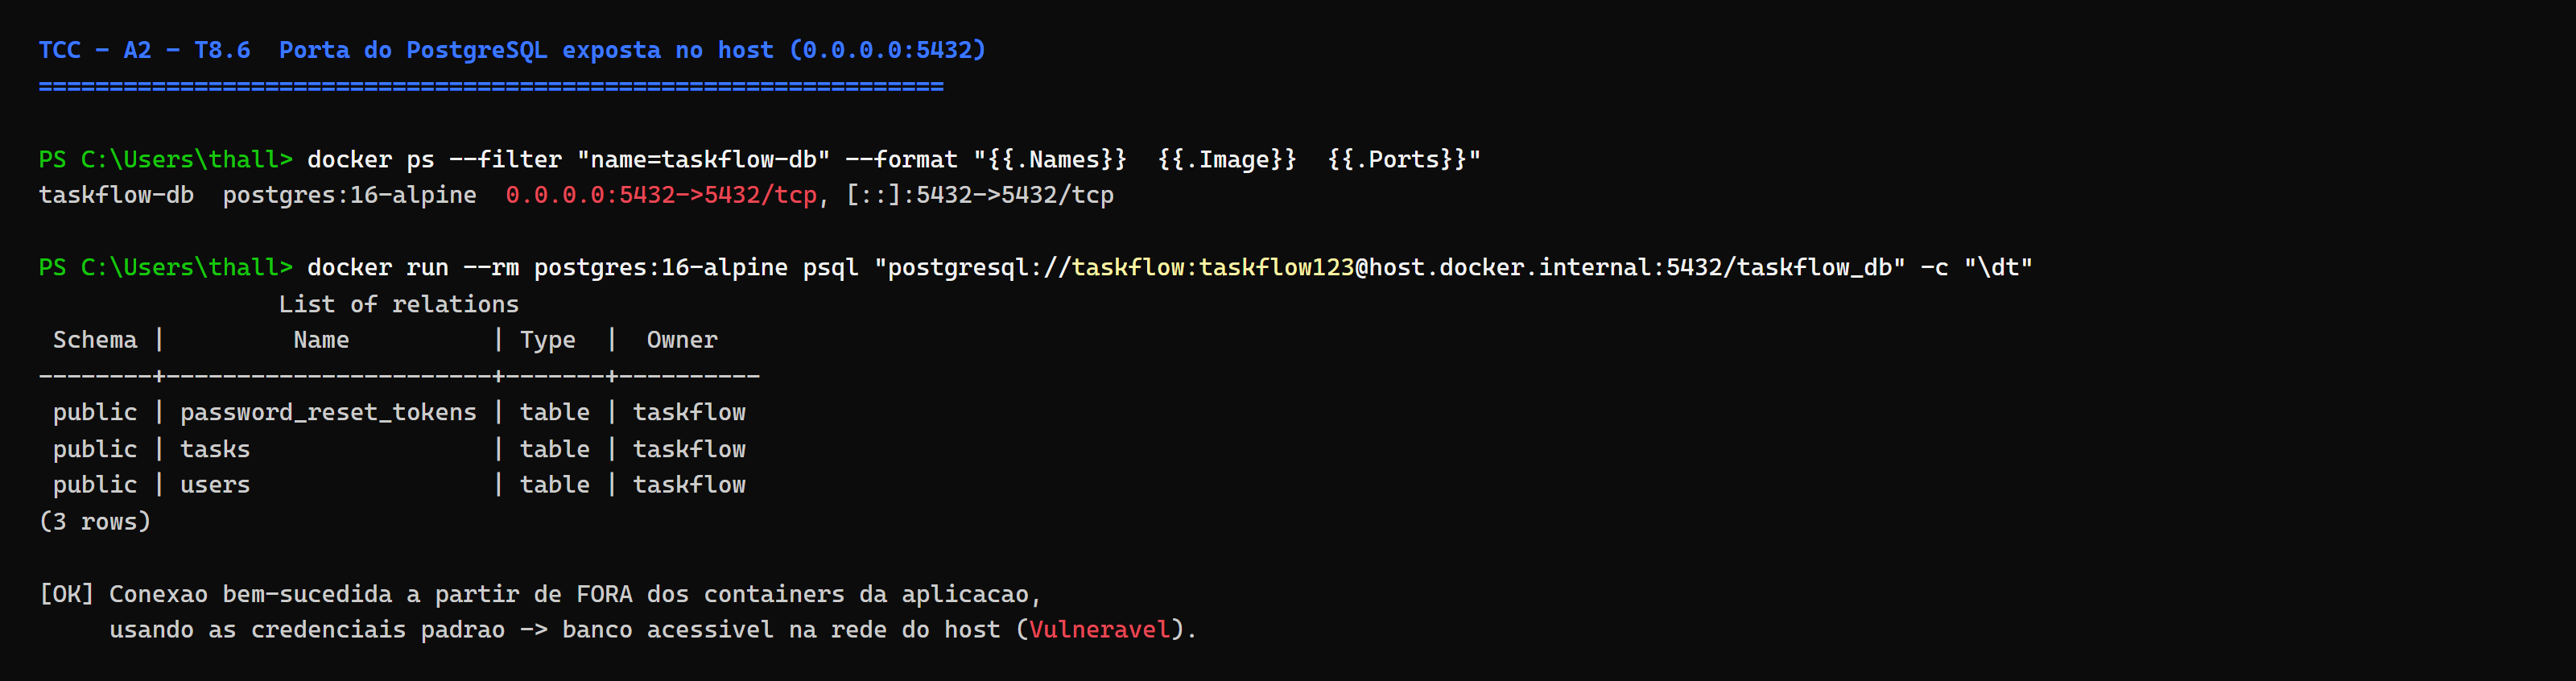 TCC - A2 - T8.6  Porta do PostgreSQL exposta no host (0.0.0.0:5432)
================================================================
PS C:\Users\thall> docker ps --filter "name=taskflow-db" --format "{{.Names}}  {{.Image}}  {{.Ports}}"
taskflow-db  postgres:16-alpine  0.0.0.0:5432->5432/tcp, [::]:5432->5432/tcp
PS C:\Users\thall> docker run --rm postgres:16-alpine psql "postgresql://taskflow:taskflow123@host.docker.internal:5432/taskflow_db" -c "\dt"
                 List of relations
 Schema |         Name          | Type  |  Owner
--------+-----------------------+-------+----------
 public | password_reset_tokens | table | taskflow
 public | tasks                 | table | taskflow
 public | users                 | table | taskflow
(3 rows)
[OK] Conexao bem-sucedida a partir de FORA dos containers da aplicacao,
     usando as credenciais padrao -> banco acessivel na rede do host (Vulneravel).